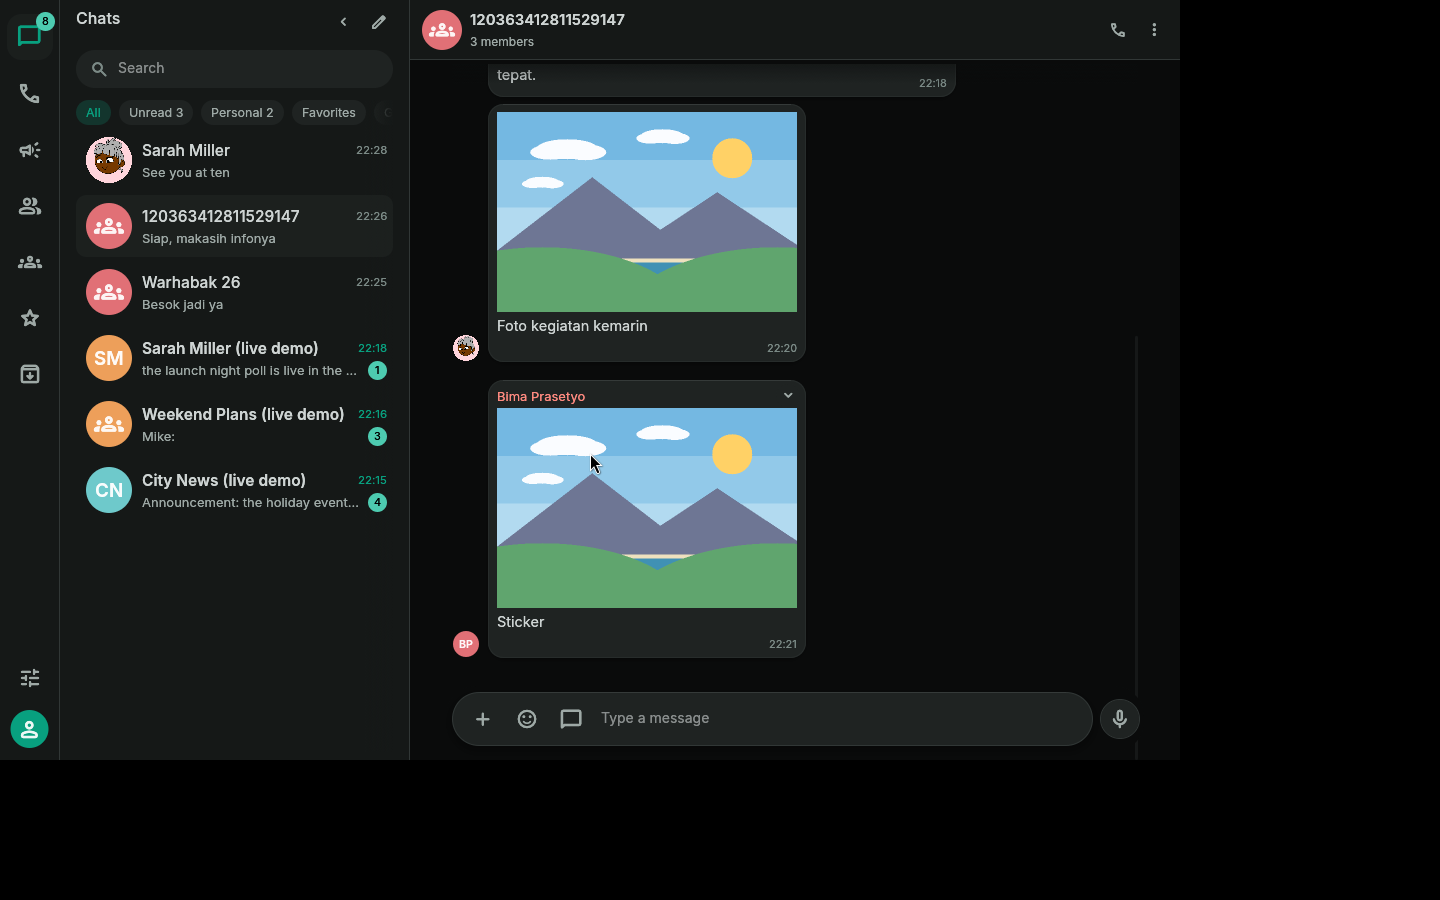 8
Chats
Search
All
Unread 3
Personal 2
Favorites
Sarah Miller
22:28
See you at ten
120363412811529147
22:26
Siap, makasih infonya
Warhabak 26
22:25
Besok jadi ya
SM
Sarah Miller (live demo)
22:18
the launch night poll is live in the ...
1
Weekend Plans (live demo)
22:16
Mike:
3
CN
City News (live demo)
22:15
Announcement: the holiday event...
4
120363412811529147
3 members
tepat.
22:18
Foto kegiatan kemarin
22:20
Bima Prasetyo
Sticker
22:21
BP
Type a message